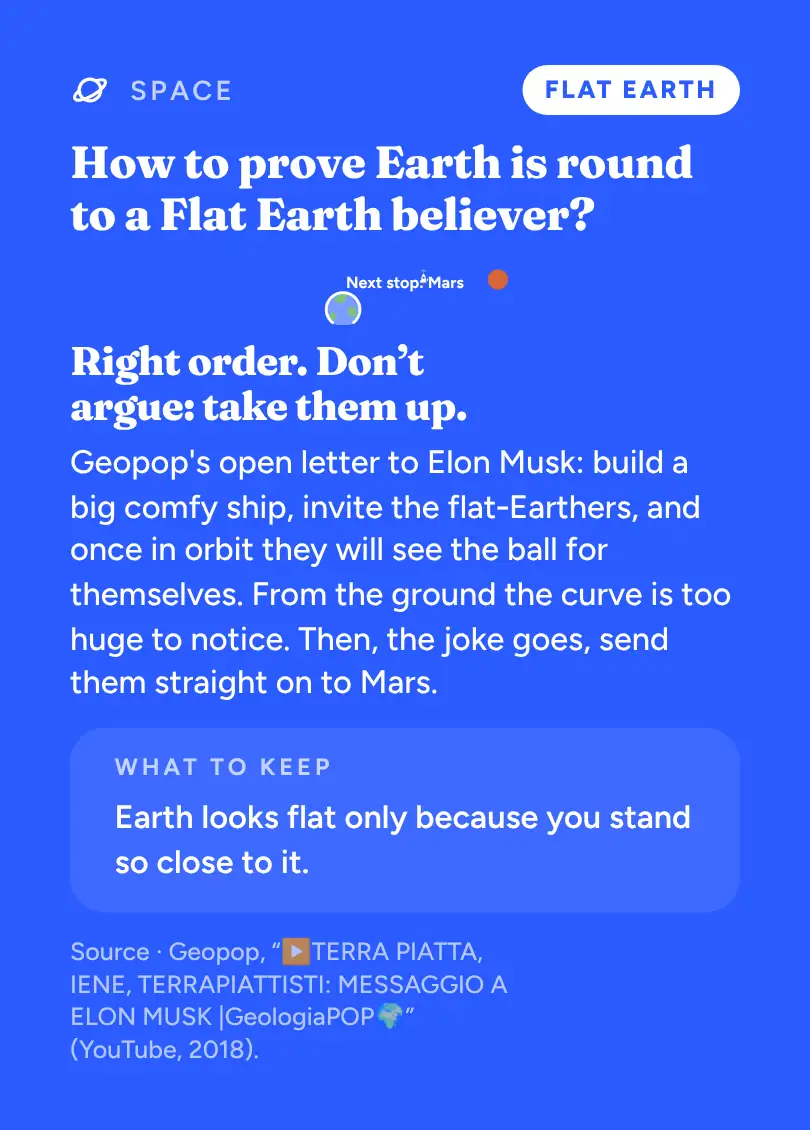 SPACE
FLAT EARTH
How to prove Earth is round
to a Flat Earth believer?
Next stop: Mars
Right order. Don’t
argue: take them up.
Geopop's open letter to Elon Musk: build a
big comfy ship, invite the flat-Earthers, and
once in orbit they will see the ball for
themselves. From the ground the curve is too
huge to notice. Then, the joke goes, send
them straight on to Mars.
WHAT TO KEEP
Earth looks flat only because you stand
so close to it.
Source · Geopop, “▶️TERRA PIATTA,
IENE, TERRAPIATTISTI: MESSAGGIO A
ELON MUSK |GeologiaPOP🌍”
(YouTube, 2018).